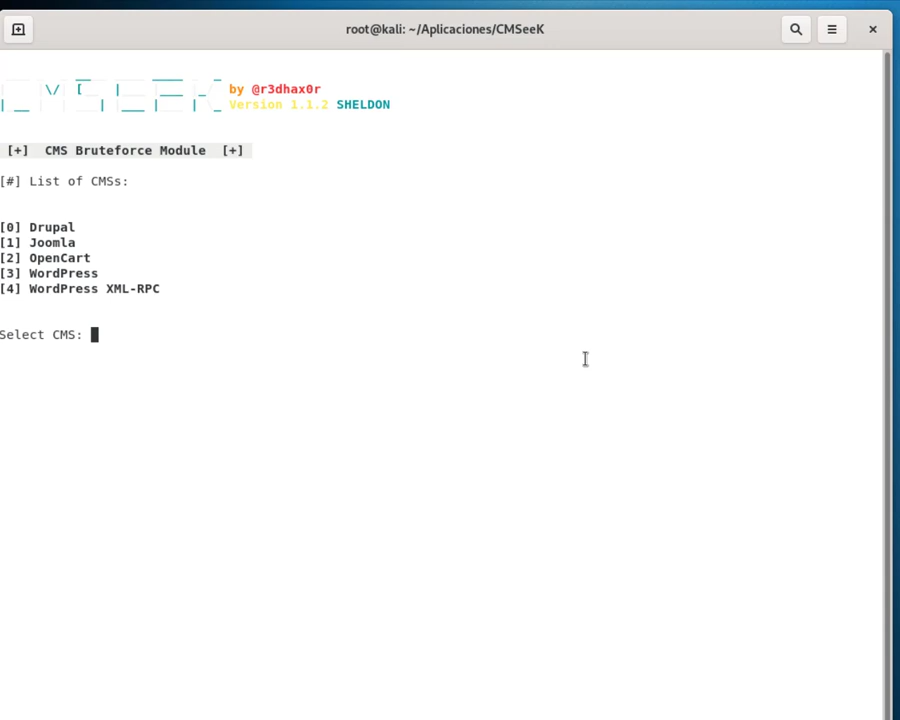 root@kali: ~/Aplicaciones/CMSeeK
by @r3dhax0r
Version 1.1.2 SHELDON
[+] CMS Bruteforce Module [+]
[#] List of CMSs:
[0] Drupal
[1] Joomla
[2] OpenCart
[3] WordPress
[4] WordPress XML-RPC
Select CMS: